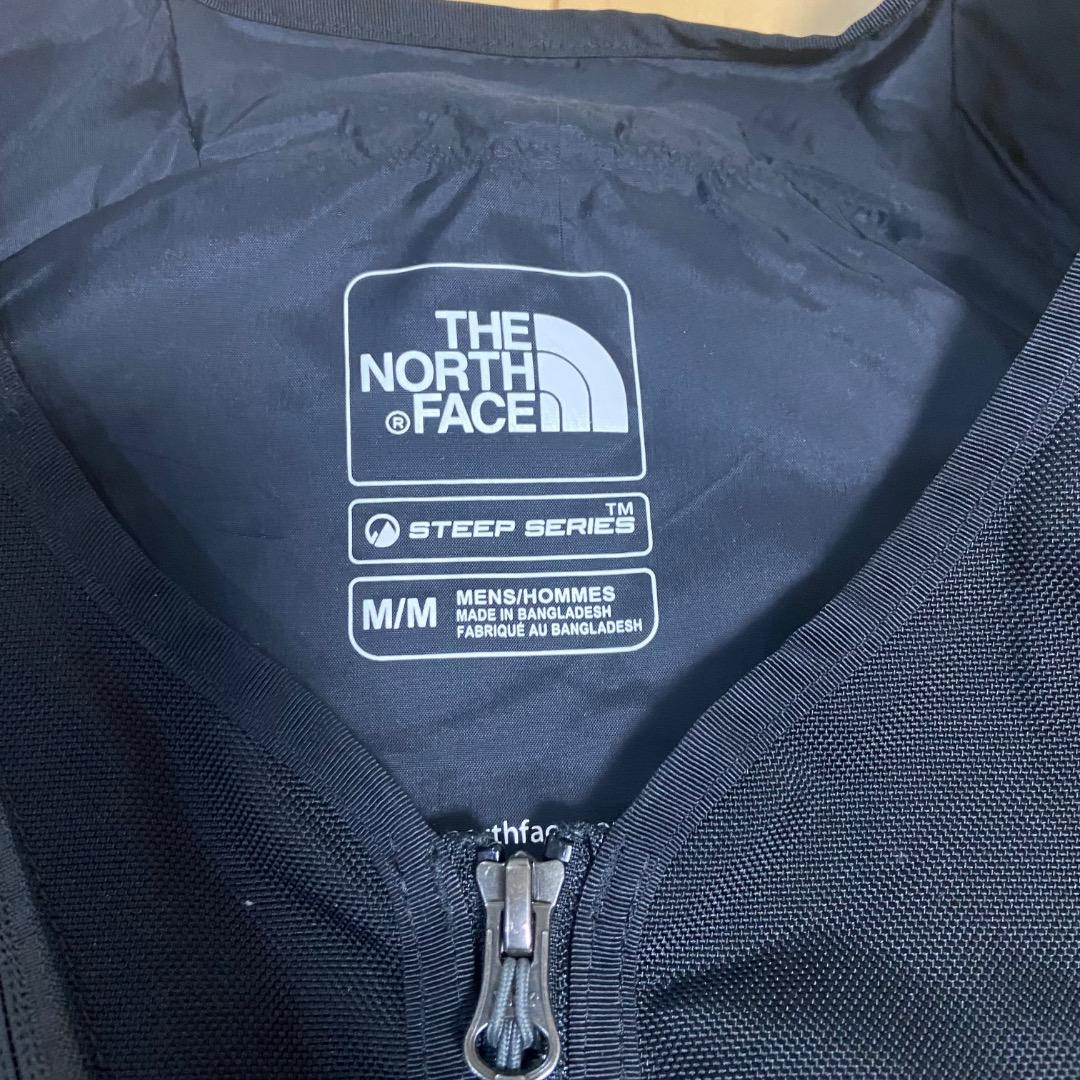 THE
NORTH
® FACE
STEEP SERIES™
M/M
MENS/HOMMES
MADE IN BANGLADESH
FABRIQUÉ AU BANGLADESH